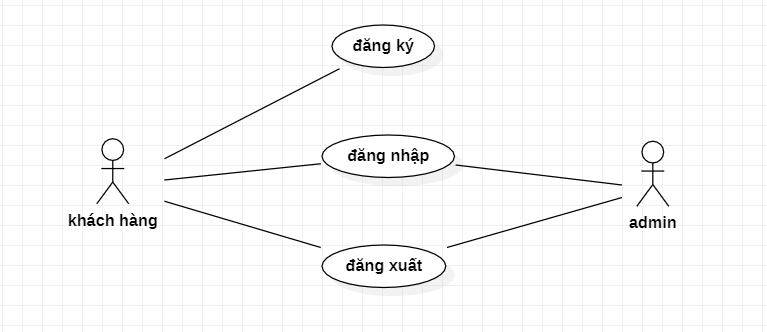 đăng ký
đăng nhập
khách hàng
admin
đăng xuất